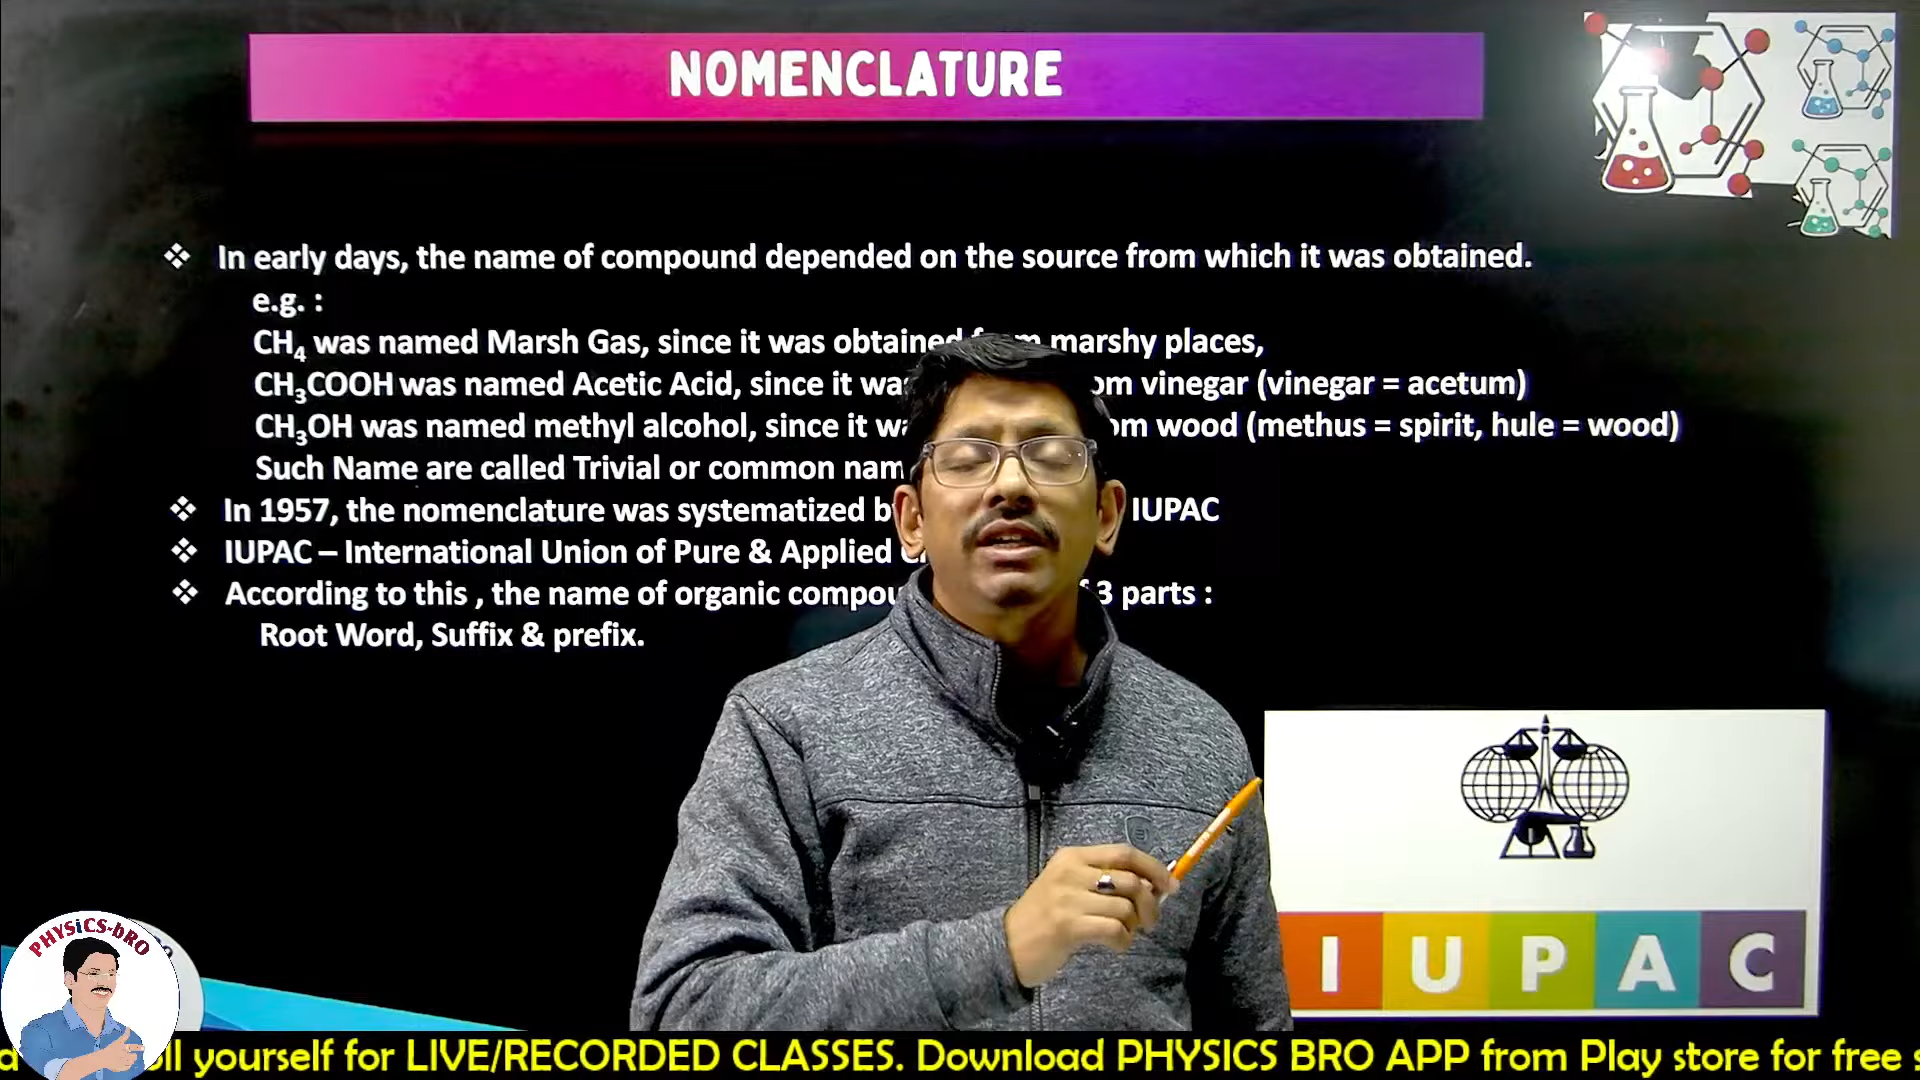 NOMENCLATURE
❖ In early days, the name of compound depended on the source from which it was obtained.
e.g. :
CH₄ was named Marsh Gas, since it was obtained marshy places,
CH₃COOH was named Acetic Acid, since it vinegar (vinegar = acetum)
CH₃OH was named methyl alcohol, since it wood (methus = spirit, hule = wood)
Such Name are called Trivial or common
❖ In 1957, the nomenclature was systematized IUPAC
❖ IUPAC – International Union of Pure & Applied
❖ According to this , the name of organic 3 parts :
Root Word, Suffix & prefix.
I U P A C
PHYSiCS-bRO
yourself for LIVE/RECORDED CLASSES. Download PHYSICS BRO APP from Play store for free